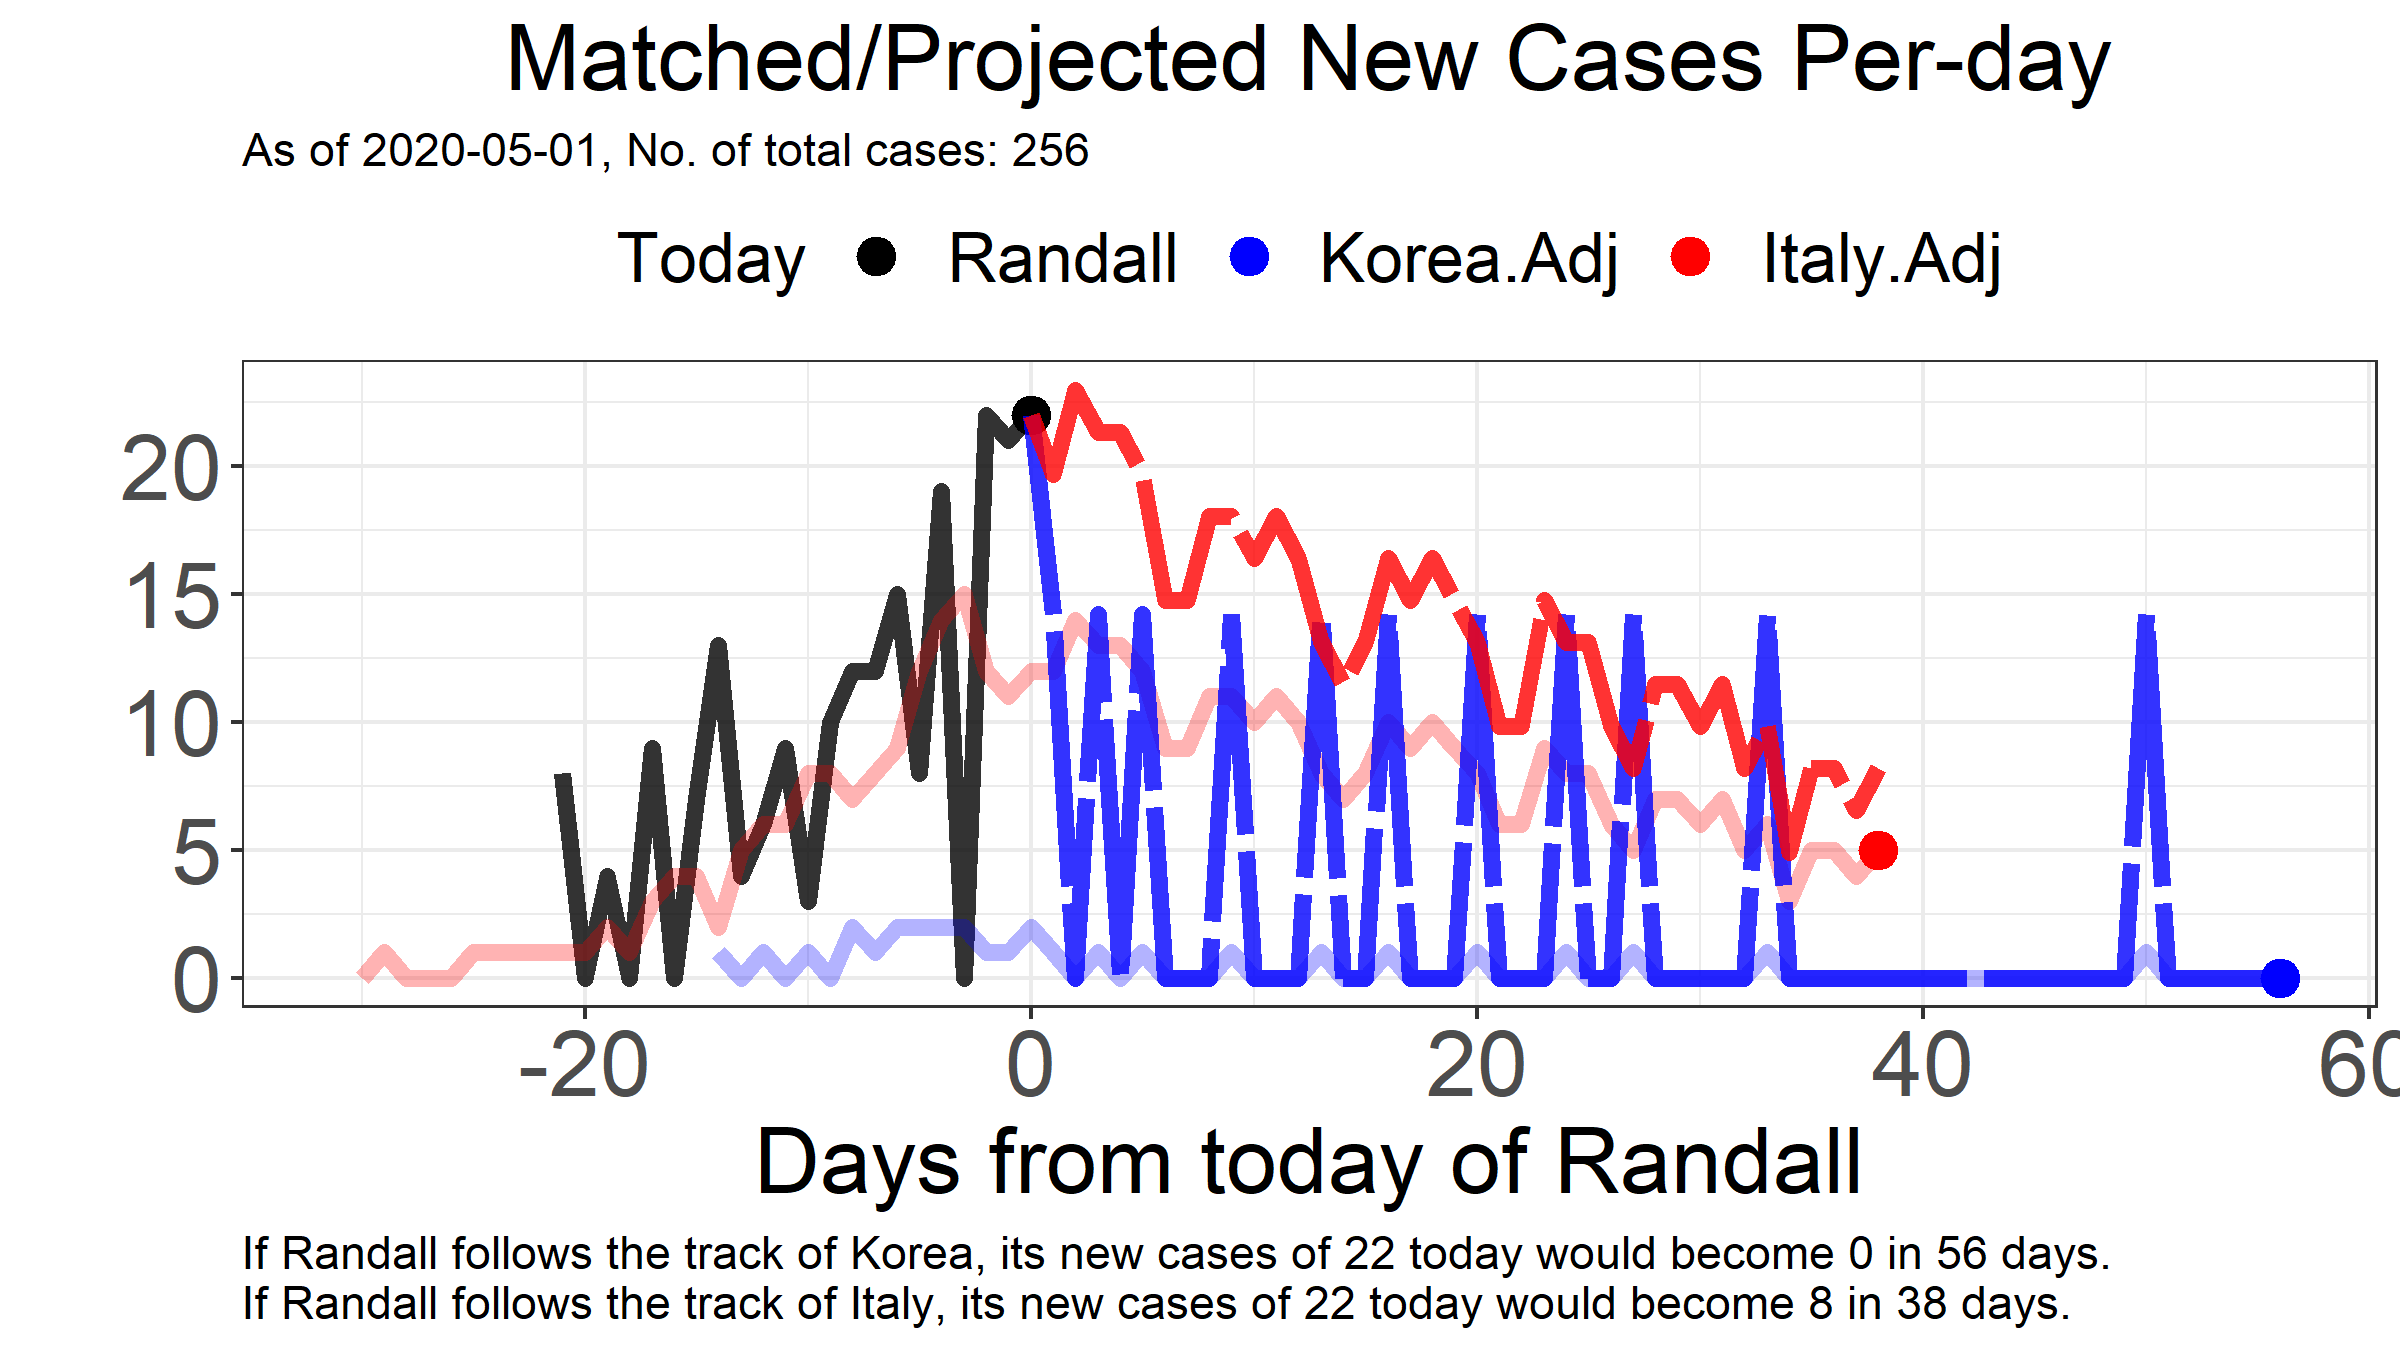 Matched/Projected New Cases Per-day
As of 2020-05-01, No. of total cases: 256
Today Randall Korea.Adj Italy.Adj
20
15
10
5
0
-20 0 20 40 60
Days from today of Randall
If Randall follows the track of Korea, its new cases of 22 today would become 0 in 56 days.
If Randall follows the track of Italy, its new cases of 22 today would become 8 in 38 days.